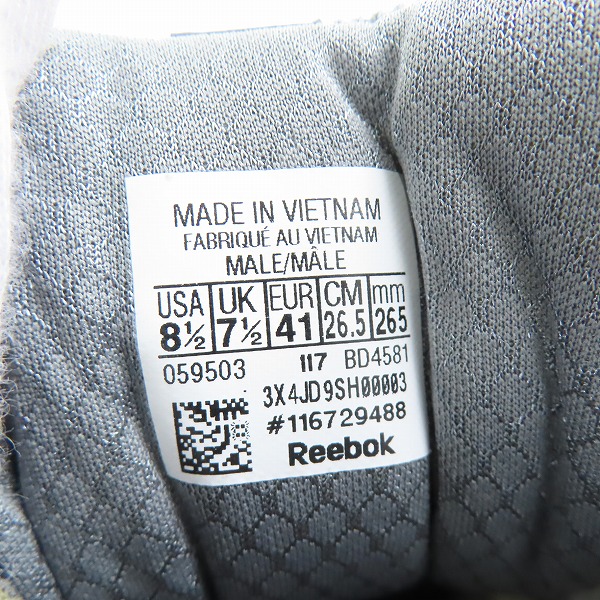 MADE IN VIETNAM
FABRIQUÉ AU VIETNAM
MALE/MÂLE
USA UK EUR CM mm
8½ 7½ 41 26.5 265
059503 117 BD4581
3X4JD9SH00003
#116729488
Reebok